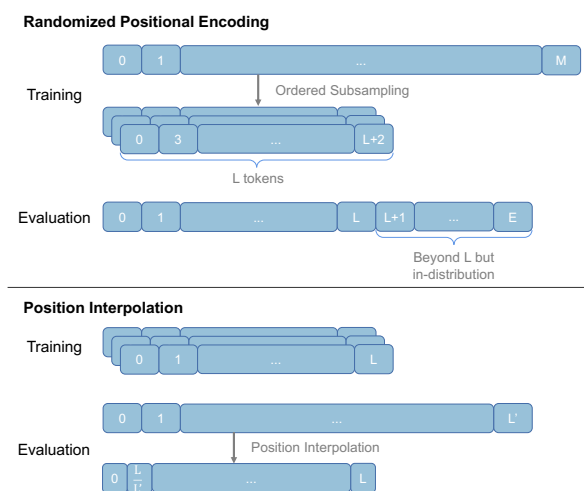 Randomized Positional Encoding
0 1 ... M
Training
Ordered Subsampling
0 3 ... L+2
L tokens
Evaluation 0 1 ... L L+1 ... E
Beyond L but
in-distribution
Position Interpolation
Training
0 1 ... L
0 1 ... L'
Evaluation
Position Interpolation
0 L/L' ... L